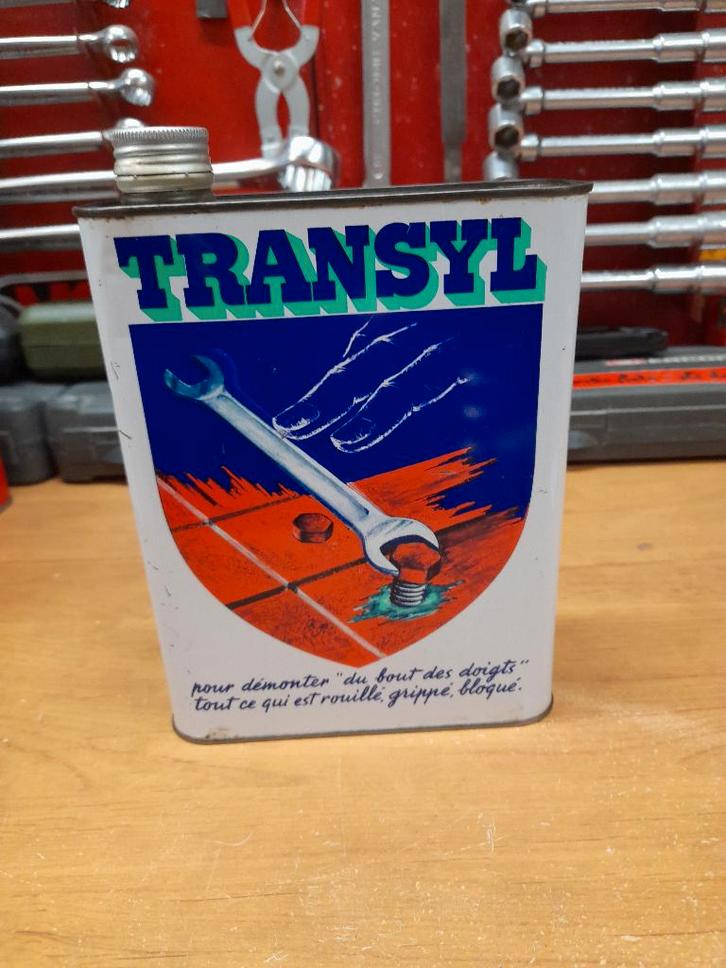 TRANSYL
pour démonter "du bout des doigts"
tout ce qui est rouillé, grippé, bloqué.